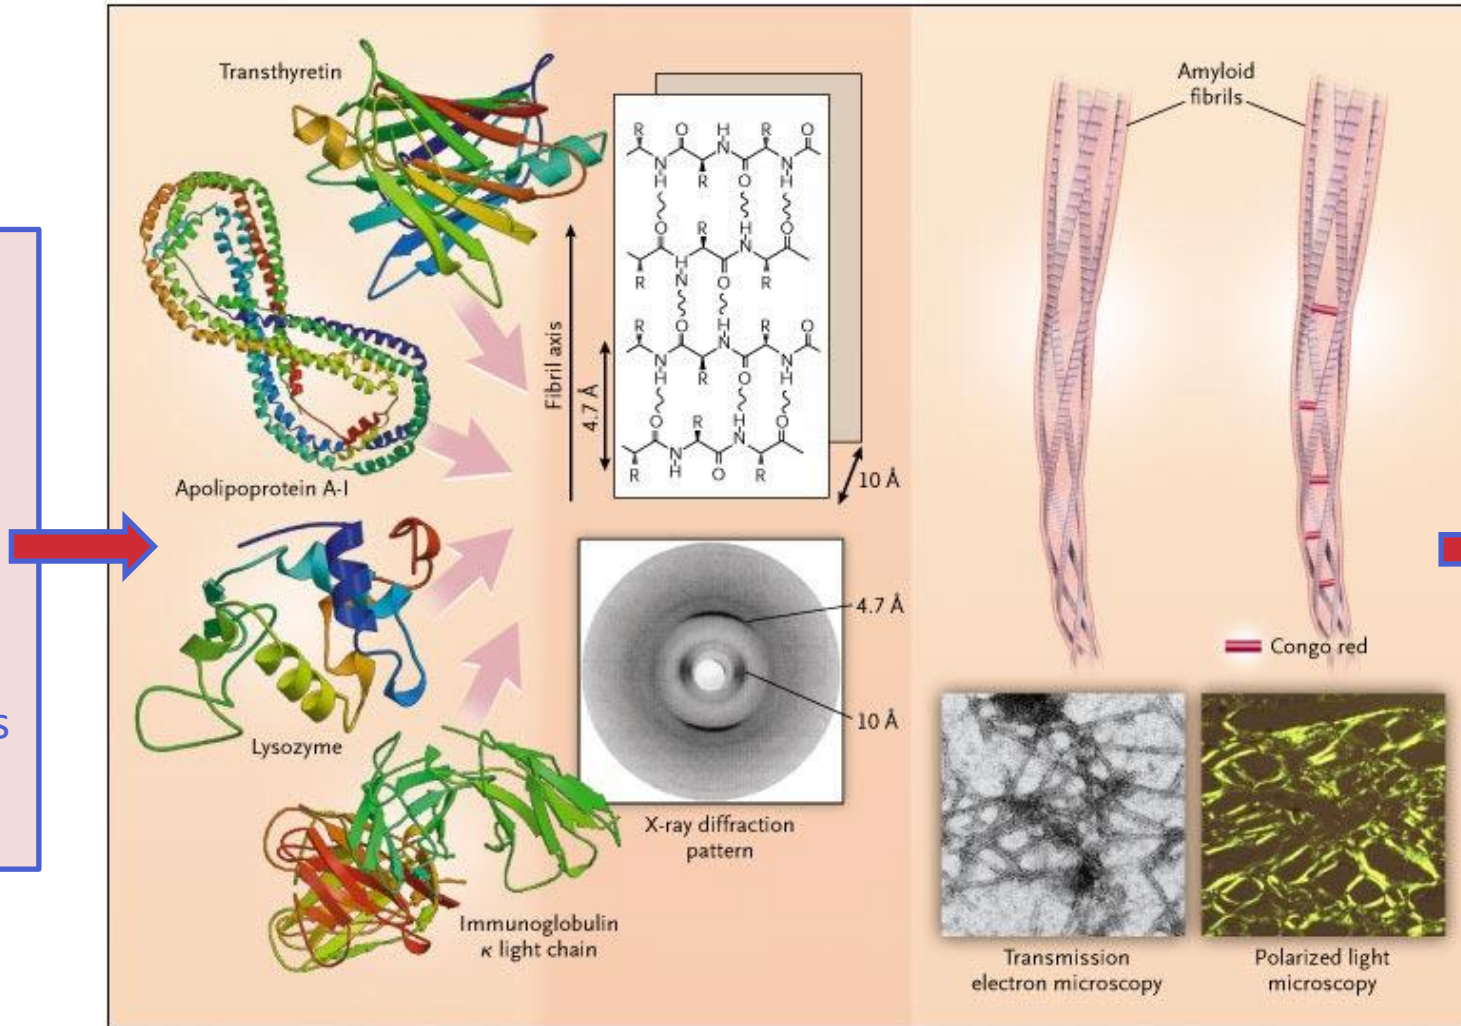 s
Transthyretin
Apolipoprotein A-I
Lysozyme
Immunoglobulin
κ light chain
R O H R O
N N N
H R O H
O R H O
N
R H O R
N
O H R O
R N
N N
H R O H
O R H O
N N
R H O R
Fibril axis
4.7 Å
10 Å
4.7 Å
10 Å
X-ray diffraction
pattern
Amyloid
fibrils
Congo red
Transmission
electron microscopy
Polarized light
microscopy